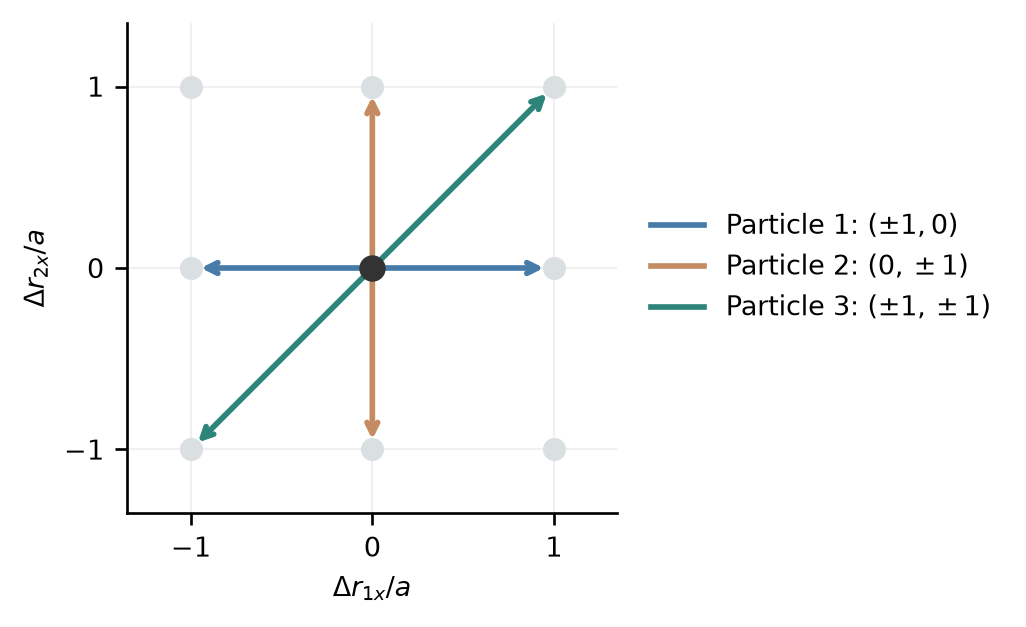 1
0
−1
Δr₂ₓ/a
−1
0
1
Δr₁ₓ/a
Particle 1: (±1, 0)
Particle 2: (0, ±1)
Particle 3: (±1, ±1)